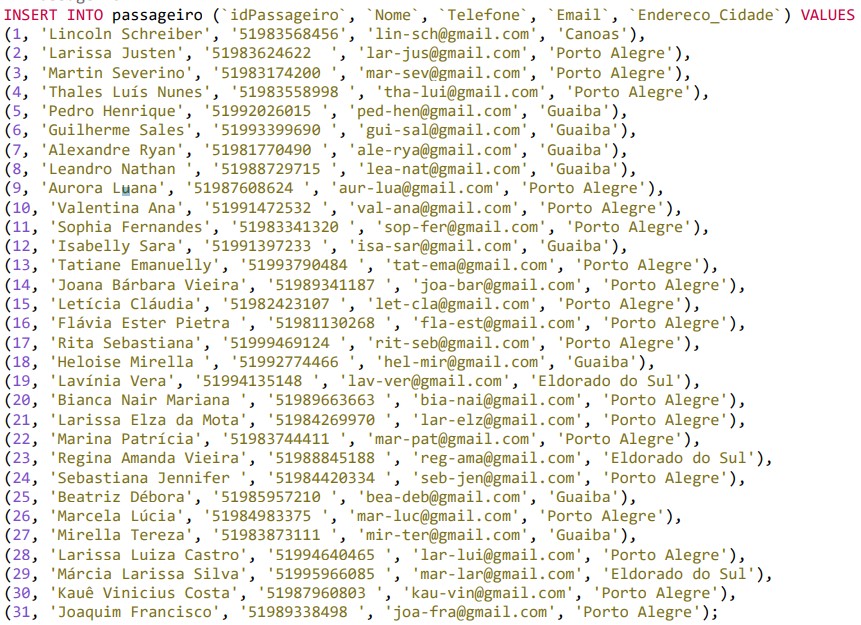 INSERT INTO passageiro (`idPassageiro`, `Nome`, `Telefone`, `Email`, `Endereco_Cidade`) VALUES
(1, 'Lincoln Schreiber', '51983568456', 'lin-sch@gmail.com', 'Canoas'),
(2, 'Larissa Justen', '51983624622  ', 'lar-jus@gmail.com', 'Porto Alegre'),
(3, 'Martin Severino', '51983174200 ', 'mar-sev@gmail.com', 'Porto Alegre'),
(4, 'Thales Luís Nunes', '51983558998 ', 'tha-lui@gmail.com', 'Porto Alegre'),
(5, 'Pedro Henrique', '51992026015 ', 'ped-hen@gmail.com', 'Guaiba'),
(6, 'Guilherme Sales', '51993399690 ', 'gui-sal@gmail.com', 'Guaiba'),
(7, 'Alexandre Ryan', '51981770490 ', 'ale-rya@gmail.com', 'Guaiba'),
(8, 'Leandro Nathan ', '51988729715 ', 'lea-nat@gmail.com', 'Guaiba'),
(9, 'Aurora Luana', '51987608624 ', 'aur-lua@gmail.com', 'Porto Alegre'),
(10, 'Valentina Ana', '51991472532 ', 'val-ana@gmail.com', 'Porto Alegre'),
(11, 'Sophia Fernandes', '51983341320 ', 'sop-fer@gmail.com', 'Porto Alegre'),
(12, 'Isabelly Sara', '51991397233 ', 'isa-sar@gmail.com', 'Guaiba'),
(13, 'Tatiane Emanuelly', '51993790484 ', 'tat-ema@gmail.com', 'Porto Alegre'),
(14, 'Joana Bárbara Vieira', '51989341187 ', 'joa-bar@gmail.com', 'Porto Alegre'),
(15, 'Letícia Cláudia', '51982423107 ', 'let-cla@gmail.com', 'Porto Alegre'),
(16, 'Flávia Ester Pietra ', '51981130268 ', 'fla-est@gmail.com', 'Porto Alegre'),
(17, 'Rita Sebastiana', '51999469124 ', 'rit-seb@gmail.com', 'Porto Alegre'),
(18, 'Heloise Mirella ', '51992774466 ', 'hel-mir@gmail.com', 'Guaiba'),
(19, 'Lavínia Vera', '51994135148 ', 'lav-ver@gmail.com', 'Eldorado do Sul'),
(20, 'Bianca Nair Mariana ', '51989663663 ', 'bia-nai@gmail.com', 'Porto Alegre'),
(21, 'Larissa Elza da Mota', '51984269970 ', 'lar-elz@gmail.com', 'Porto Alegre'),
(22, 'Marina Patrícia', '51983744411 ', 'mar-pat@gmail.com', 'Porto Alegre'),
(23, 'Regina Amanda Vieira', '51988845188 ', 'reg-ama@gmail.com', 'Eldorado do Sul'),
(24, 'Sebastiana Jennifer ', '51984420334 ', 'seb-jen@gmail.com', 'Porto Alegre'),
(25, 'Beatriz Débora', '51985957210 ', 'bea-deb@gmail.com', 'Guaiba'),
(26, 'Marcela Lúcia', '51984983375 ', 'mar-luc@gmail.com', 'Porto Alegre'),
(27, 'Mirella Tereza', '51983873111 ', 'mir-ter@gmail.com', 'Guaiba'),
(28, 'Larissa Luiza Castro', '51994640465 ', 'lar-lui@gmail.com', 'Porto Alegre'),
(29, 'Márcia Larissa Silva', '51995966085 ', 'mar-lar@gmail.com', 'Eldorado do Sul'),
(30, 'Kauê Vinicius Costa', '51987960803 ', 'kau-vin@gmail.com', 'Porto Alegre'),
(31, 'Joaquim Francisco', '51989338498 ', 'joa-fra@gmail.com', 'Porto Alegre');